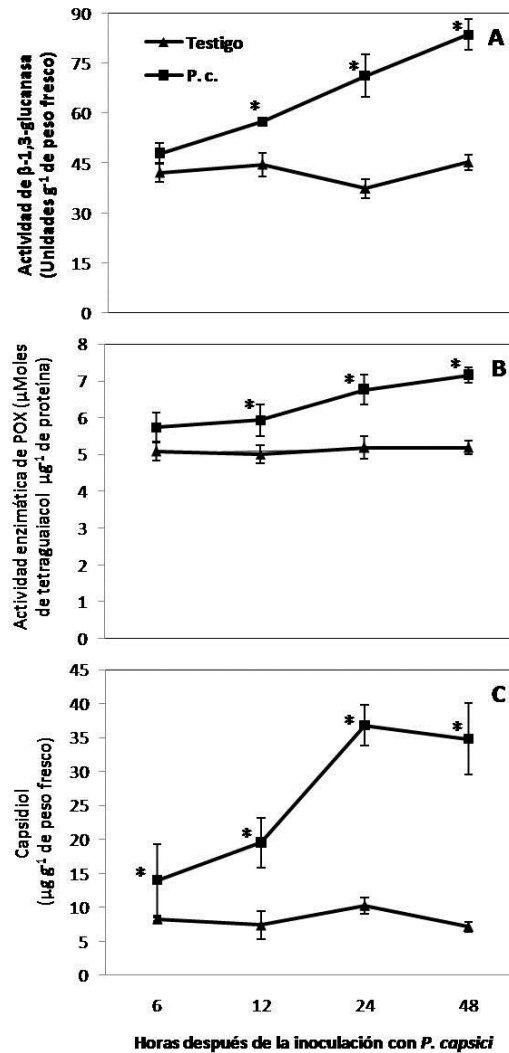 Actividad de β-1,3-glucanasa
(Unidades g-1 de peso fresco)
90
75
60
45
30
15
0
Testigo
P. c.
A
*
*
*
*
Actividad enzimática de POX (µMoles
de tetraguaiacol µg-1 de proteína)
8
7
6
5
4
3
2
1
0
B
*
*
*
Capsidiol
(µg g-1 de peso fresco)
45
40
35
30
25
20
15
10
5
0
C
*
*
*
*
6 12 24 48
Horas después de la inoculación con P. capsici